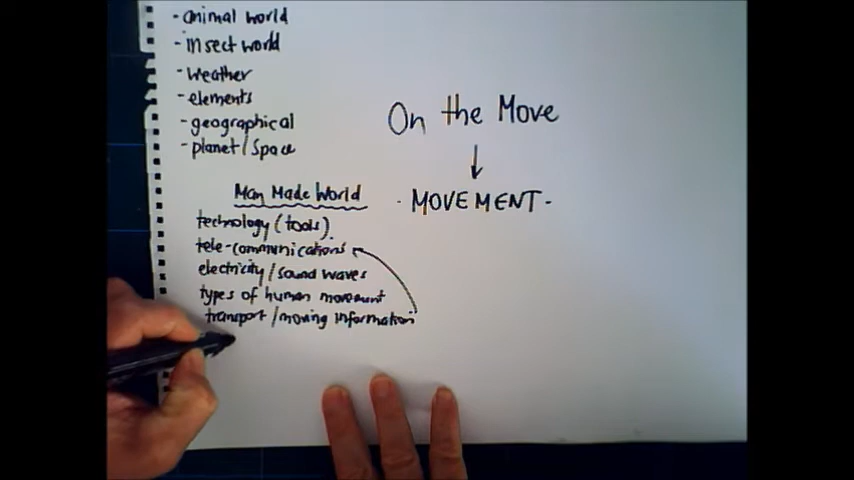 - animal world
- insect world
- weather
- elements
- geographical
- planet/space
On the Move
↓
- MOVEMENT -
Man Made World
technology (tools)
tele-communications
electricity/sound waves
types of human movement
transport/moving information